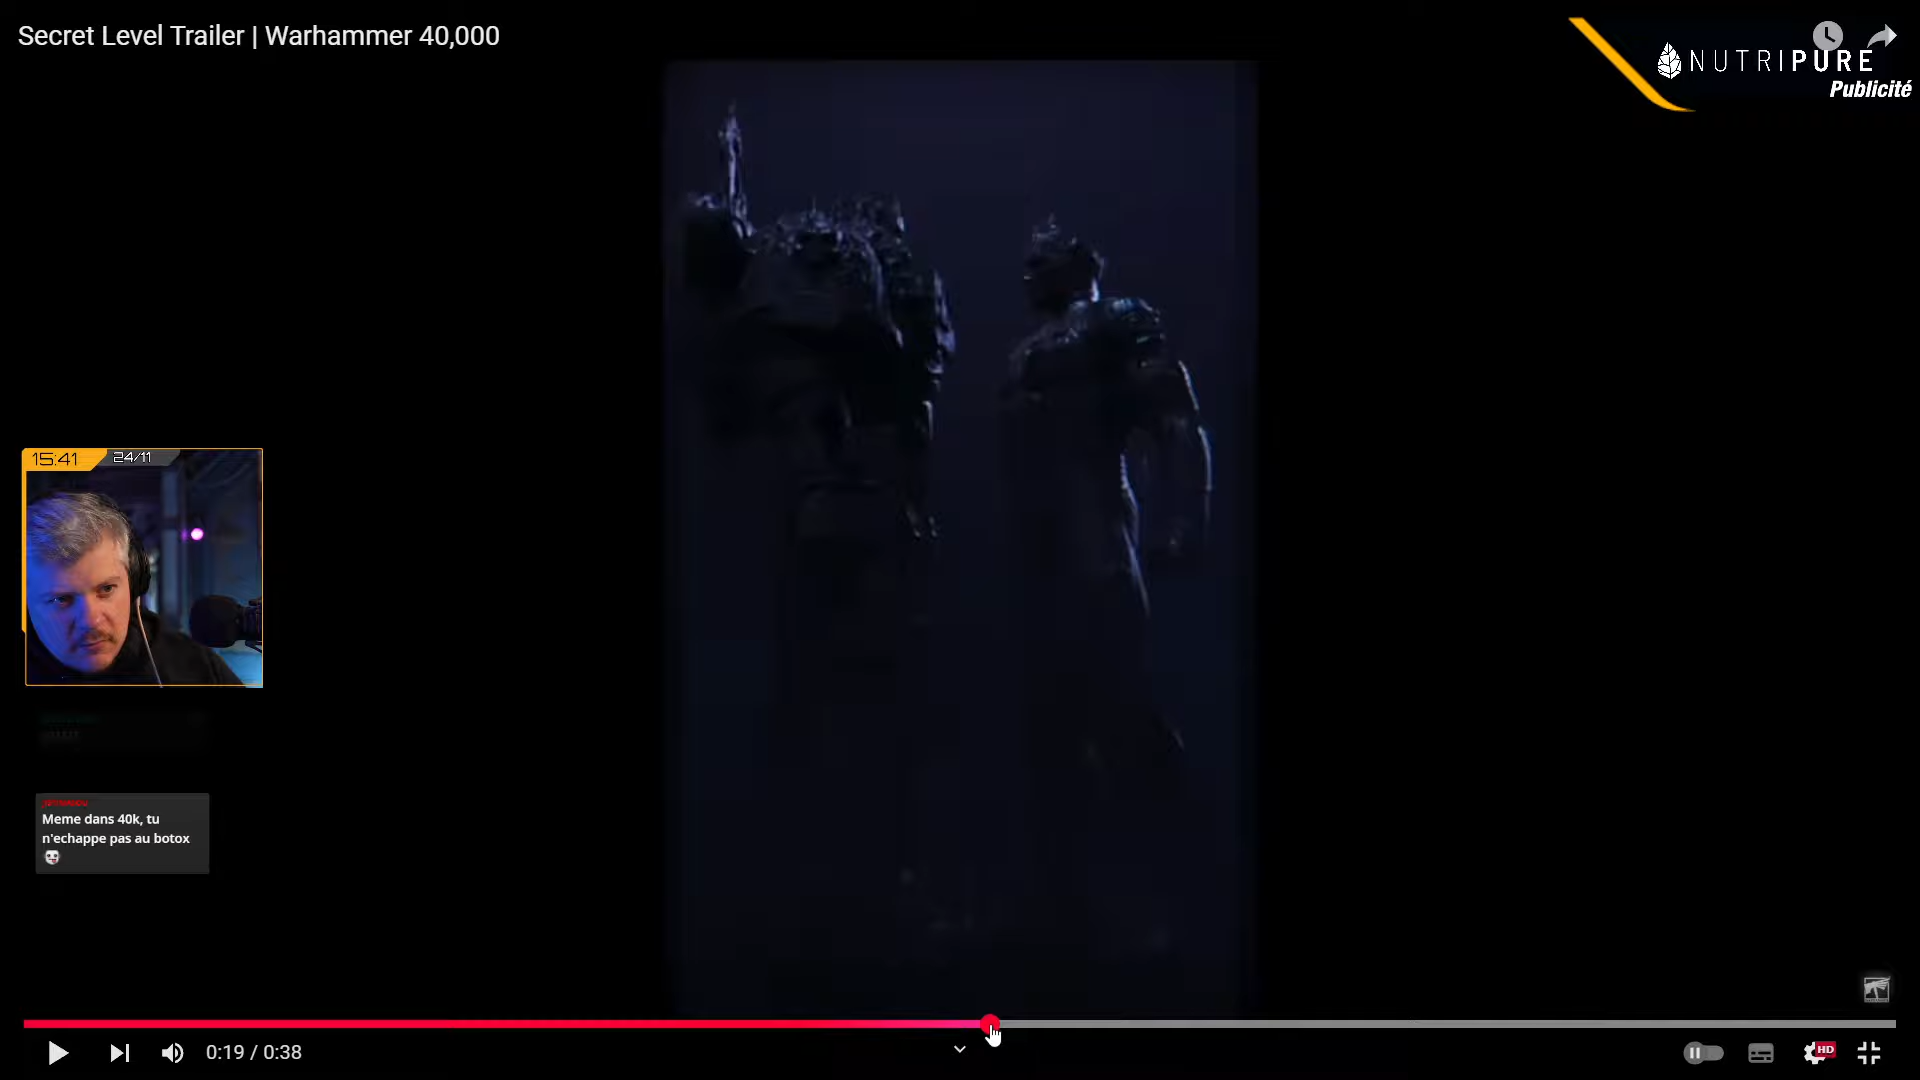 Secret Level Trailer | Warhammer 40,000
NUTRIPURE
Publicité
15:41 24/11
Meme dans 40k, tu
n'echappe pas au botox
0:19 / 0:38
HD